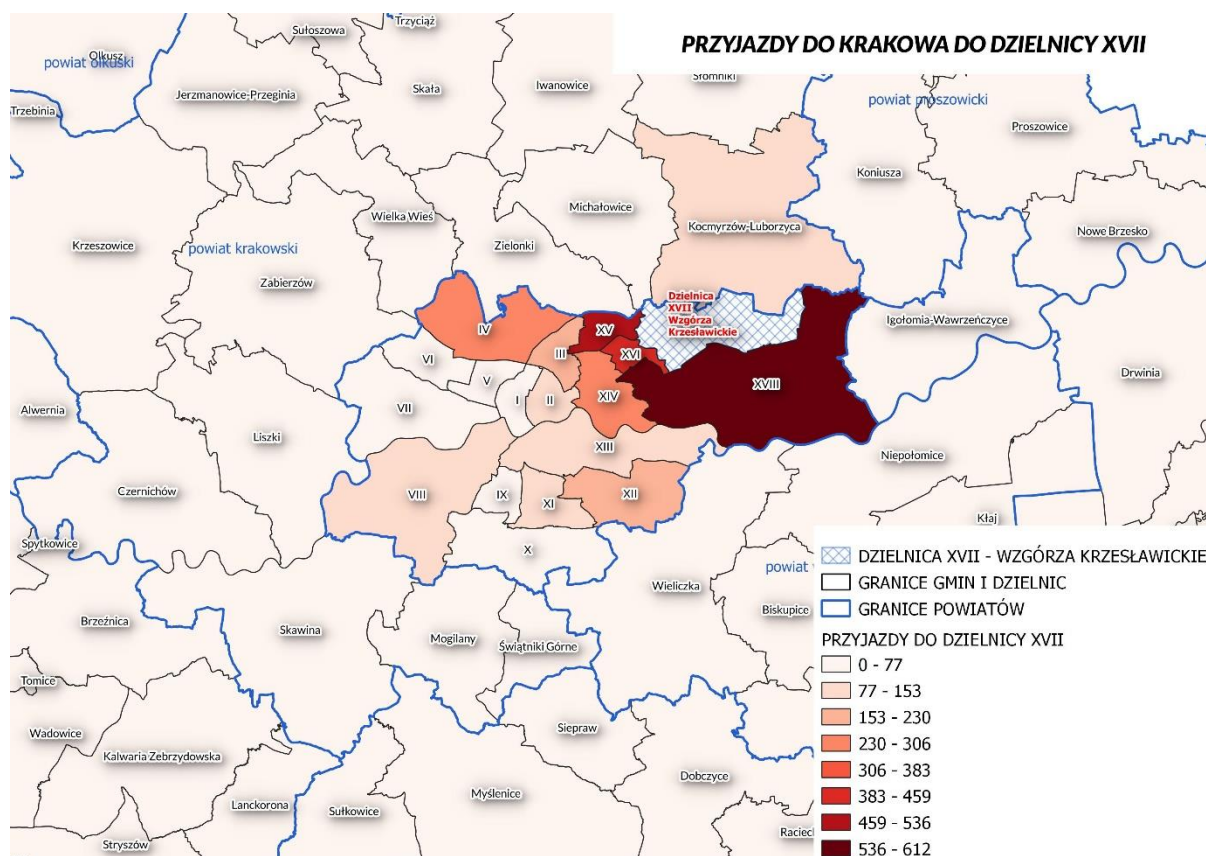 PRZYJAZDY DO KRAKOWA DO DZIELNICY XVII
Sułoszowa
Trzyciąż
Olkusz
powiat olkuski
Jerzmanowice-Przeginia
Skała
Iwanowice
Słomniki
powiat proszowicki
Trzebinia
Proszowice
Koniusza
Wielka Wieś
Michałowice
Kocmyrzów-Luborzyca
Nowe Brzesko
Krzeszowice
powiat krakowski
Zielonki
Zabierzów
Dzielnica
XVII
Wzgórza
Krzesławickie
Igołomia-Wawrzeńczyce
IV
XV
III
XVI
VI
V
Drwinia
XVIII
I
II
XIV
VII
Alwernia
Liszki
XIII
Niepołomice
Czernichów
VIII
IX
XI
XII
Kłaj
Spytkowice
X
powiat
Wieliczka
Biskupice
Brzeźnica
Skawina
Mogilany
Świątniki Górne
Tomice
Wadowice
Kalwaria Zebrzydowska
Siepraw
Dobczyce
Lanckorona
Sułkowice
Myślenice
Stryszów
Raciech
DZIELNICA XVII - WZGÓRZA KRZESŁAWICKIE
GRANICE GMIN I DZIELNIC
GRANICE POWIATÓW
PRZYJAZDY DO DZIELNICY XVII
0 - 77
77 - 153
153 - 230
230 - 306
306 - 383
383 - 459
459 - 536
536 - 612